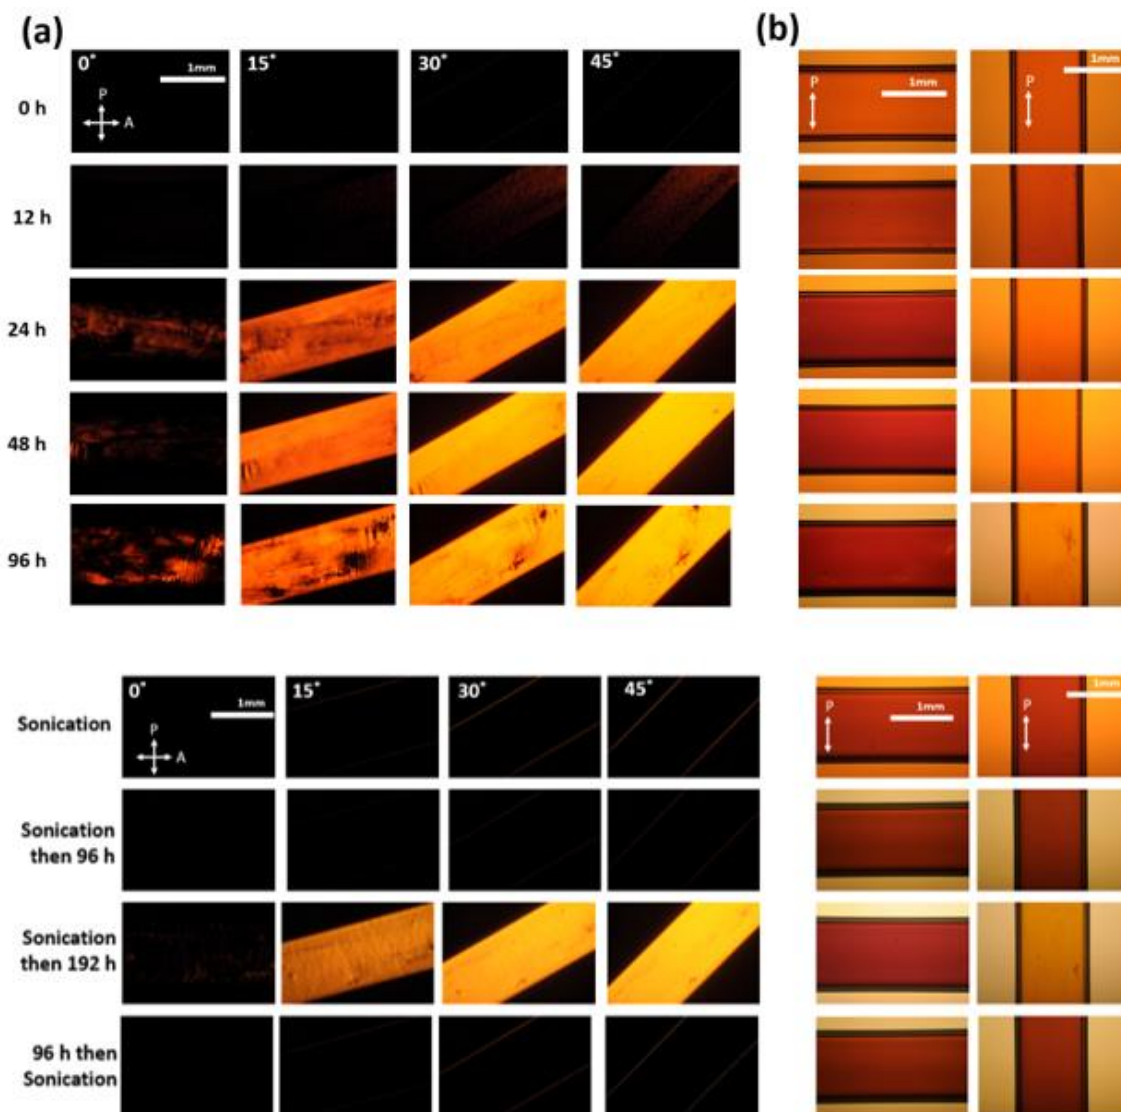 (a) (b)
0° 1mm 15° 30° 45° 1mm 1mm
0 h P A P P
12 h
24 h
48 h
96 h
0° 1mm 15° 30° 45° 1mm 1mm
Sonication P A P P
Sonication
then 96 h
Sonication
then 192 h
96 h then
Sonication